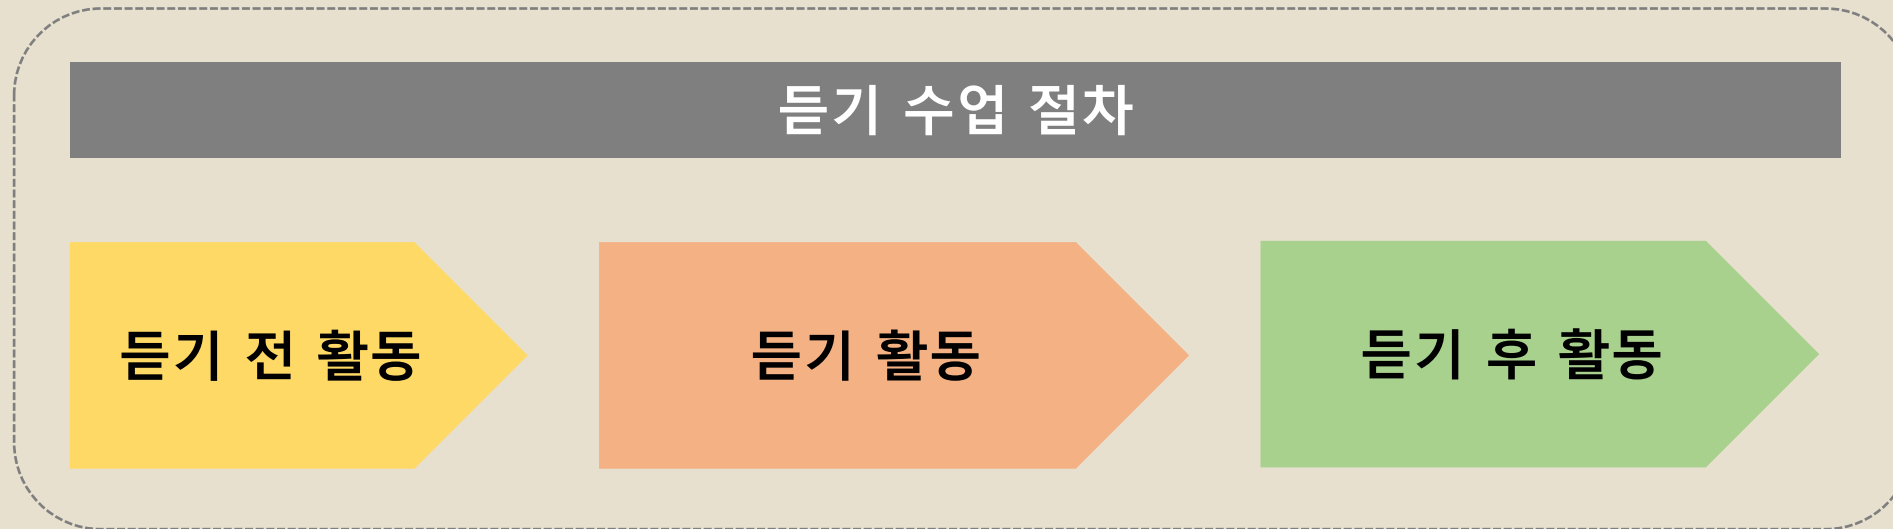 듣기 수업 절차
듣기 전 활동
듣기 활동
듣기 후 활동